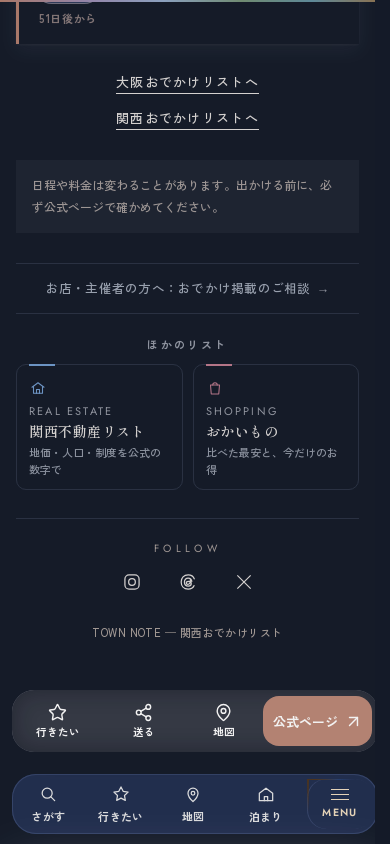 51日後から
大阪おでかけリストへ
関西おでかけリストへ
日程や料金は変わることがあります。出かける前に、必
ず公式ページで確かめてください。
お店・主催者の方へ：おでかけ掲載のご相談 →
ほかのリスト
REAL ESTATE
関西不動産リスト
地価・人口・制度を公式の
数字で
SHOPPING
おかいもの
比べた最安と、今だけのお
得
FOLLOW
TOWN NOTE — 関西おでかけリスト
行きたい 送る 地図 公式ページ
さがす 行きたい 地図 泊まり MENU